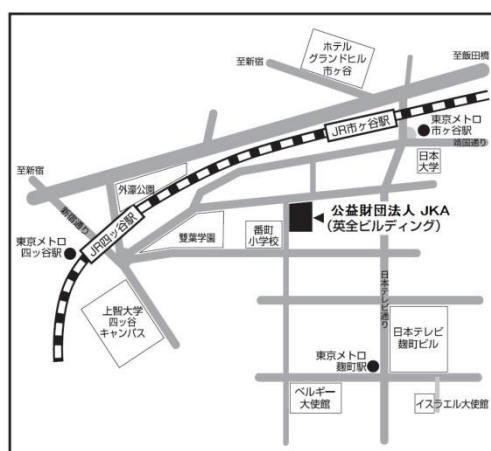 ホテル
グランドヒル
市ヶ谷
至新宿
至飯田橋
JR市ヶ谷駅
東京メトロ
市ヶ谷駅
靖国通り
日本
大学
至新宿
外濠公園
新宿通り
JR四ッ谷駅
東京メトロ
四ッ谷駅
雙葉学園
番町
小学校
公益財団法人 JKA
(英全ビルディング)
上智大学
四ッ谷
キャンパス
日本テレビ通り
日本テレビ
麹町ビル
東京メトロ
麹町駅
ベルギー
大使館
イスラエル大使館